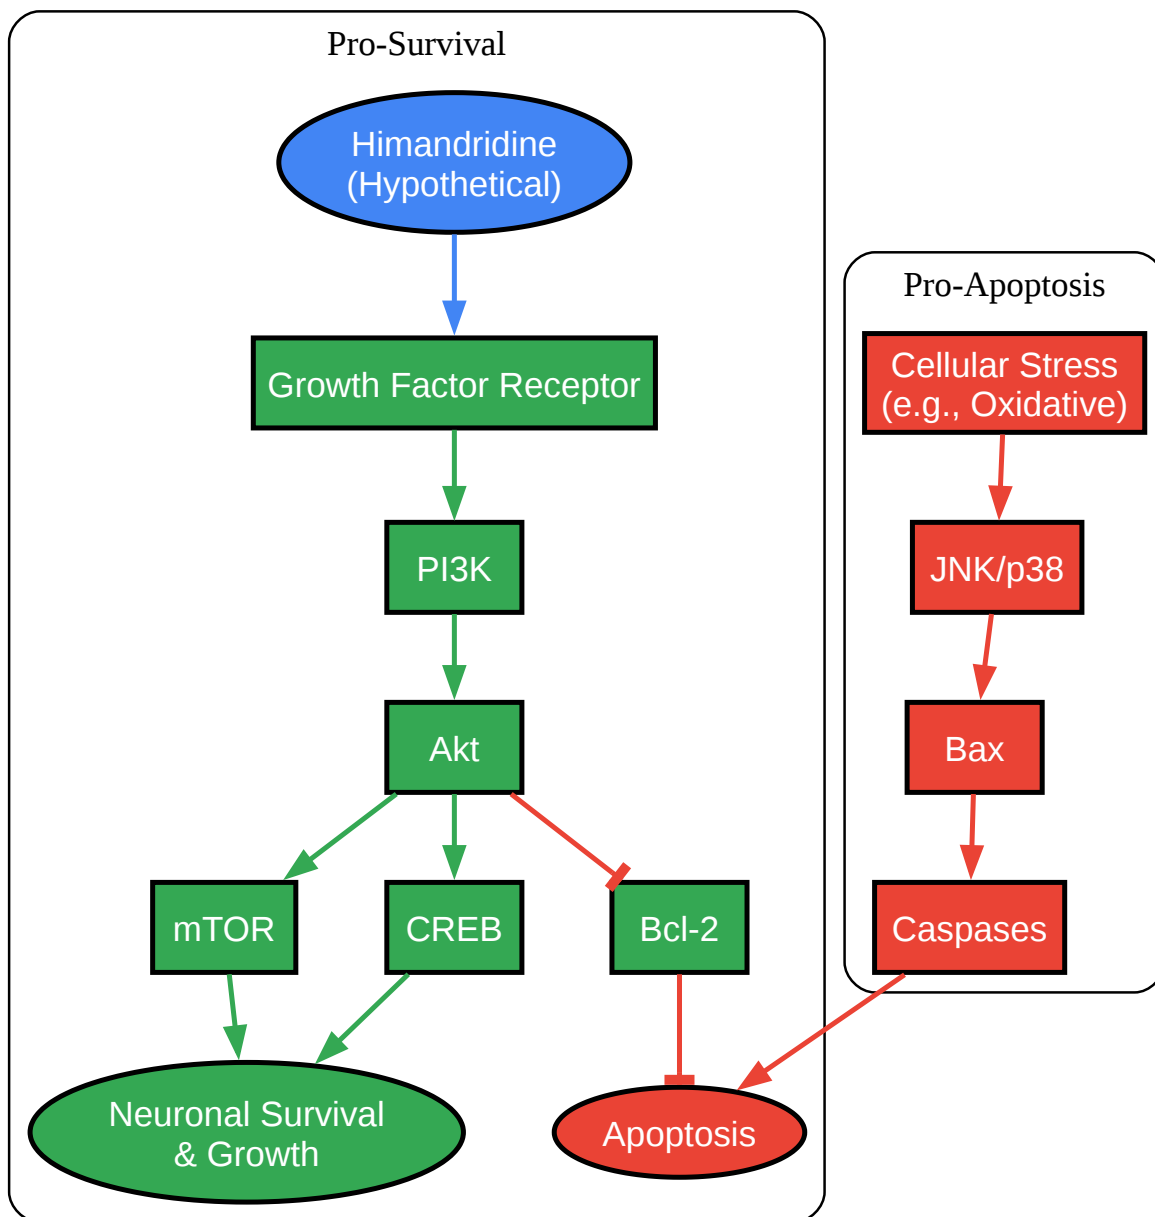 Pro-Survival
Himandridine
(Hypothetical)
Growth Factor Receptor
PI3K
Akt
mTOR
CREB
Bcl-2
Neuronal Survival
& Growth
Apoptosis
Pro-Apoptosis
Cellular Stress
(e.g., Oxidative)
JNK/p38
Bax
Caspases